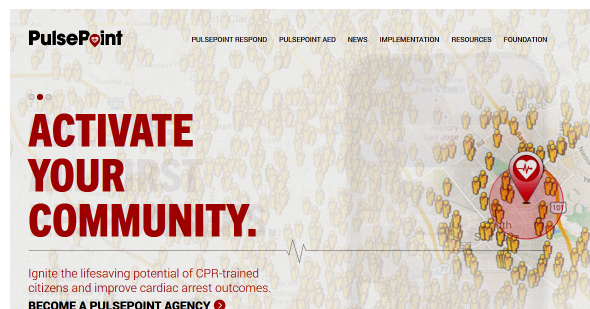 PulsePoint
PULSEPOINT RESPOND PULSEPOINT AED NEWS IMPLEMENTATION RESOURCES FOUNDATION
ACTIVATE
YOUR
COMMUNITY.
101
Ignite the lifesaving potential of CPR-trained
citizens and improve cardiac arrest outcomes.
BECOME A PULSEPOINT AGENCY